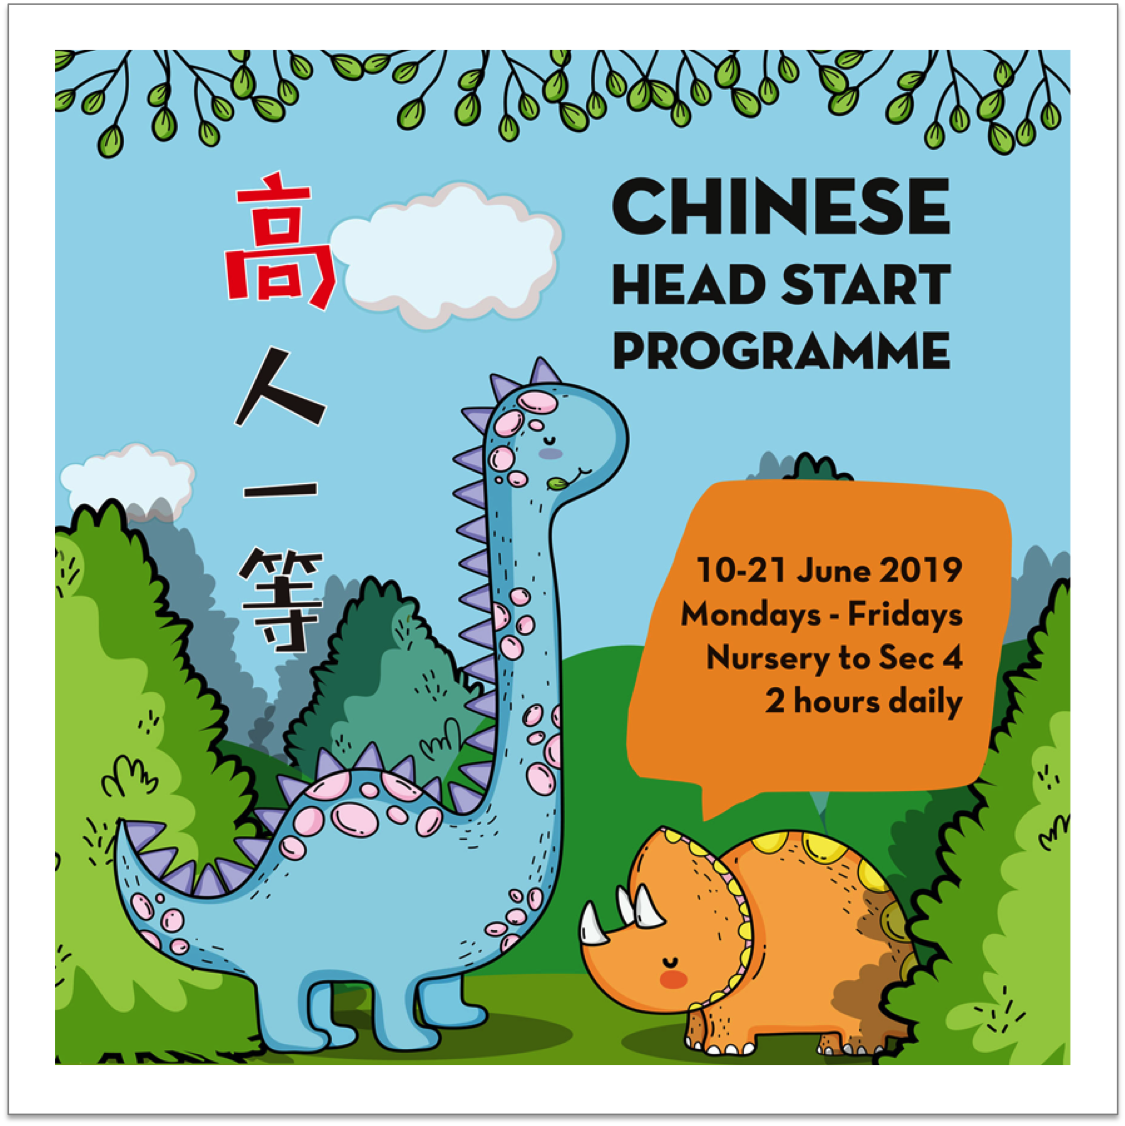 高人一等
CHINESE
HEAD START
PROGRAMME
10-21 June 2019
Mondays - Fridays
Nursery to Sec 4
2 hours daily